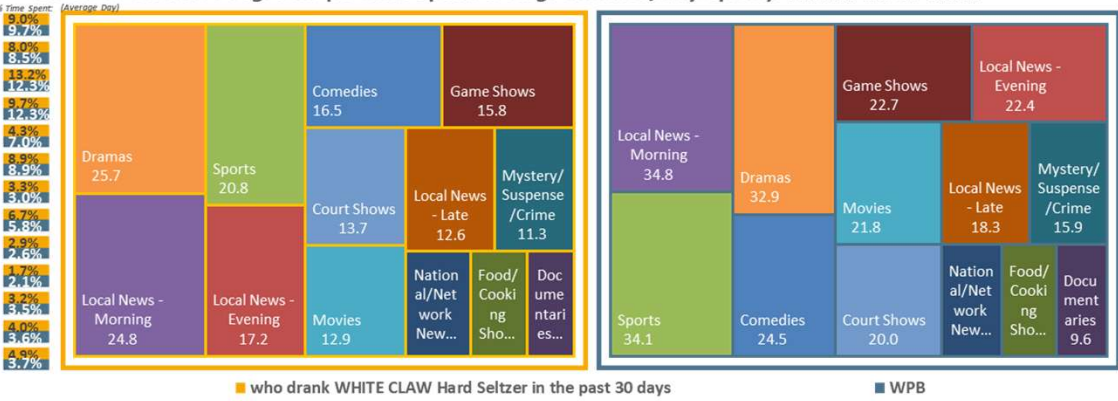 % Time Spent: (Average Day)
9.0%
9.7%
8.0%
8.5%
13.2%
12.3%
9.7%
12.3%
4.3%
7.0%
8.9%
8.9%
3.3%
3.0%
6.7%
5.8%
2.9%
2.6%
1.7%
2.1%
3.2%
3.5%
4.0%
3.6%
4.9%
3.7%
Dramas
25.7
Local News -
Morning
24.8
Sports
20.8
Local News -
Evening
17.2
Comedies
16.5
Game Shows
15.8
Court Shows
13.7
Movies
12.9
Local News
- Late
12.6
Mystery/
Suspense
/Crime
11.3
Nation
al/Net
work
New...
Food/
Cooki
ng
Sho...
Doc
ume
ntari
es...
Local News -
Morning
34.8
Sports
34.1
Dramas
32.9
Comedies
24.5
Game Shows
22.7
Local News -
Evening
22.4
Movies
21.8
Court Shows
20.0
Local News
- Late
18.3
Mystery/
Suspense
/Crime
15.9
Nation
al/Net
work
New...
Food/
Cooki
ng
Sho...
Docu
ment
aries
9.6
who drank WHITE CLAW Hard Seltzer in the past 30 days
WPB